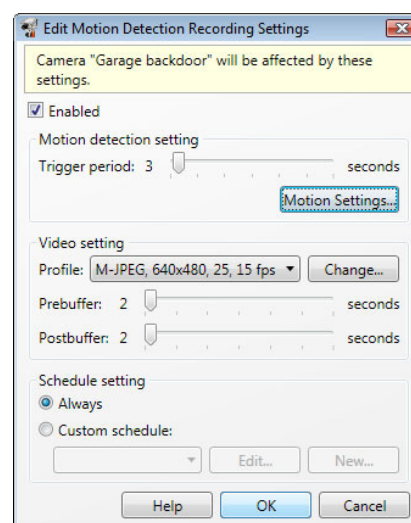 Edit Motion Detection Recording Settings
Camera "Garage backdoor" will be affected by these
settings.
Enabled
Motion detection setting
Trigger period: 3 seconds
Motion Settings...
Video setting
Profile: M-JPEG, 640x480, 25, 15 fps Change...
Prebuffer: 2 seconds
Postbuffer: 2 seconds
Schedule setting
Always
Custom schedule:
Edit... New...
Help OK Cancel